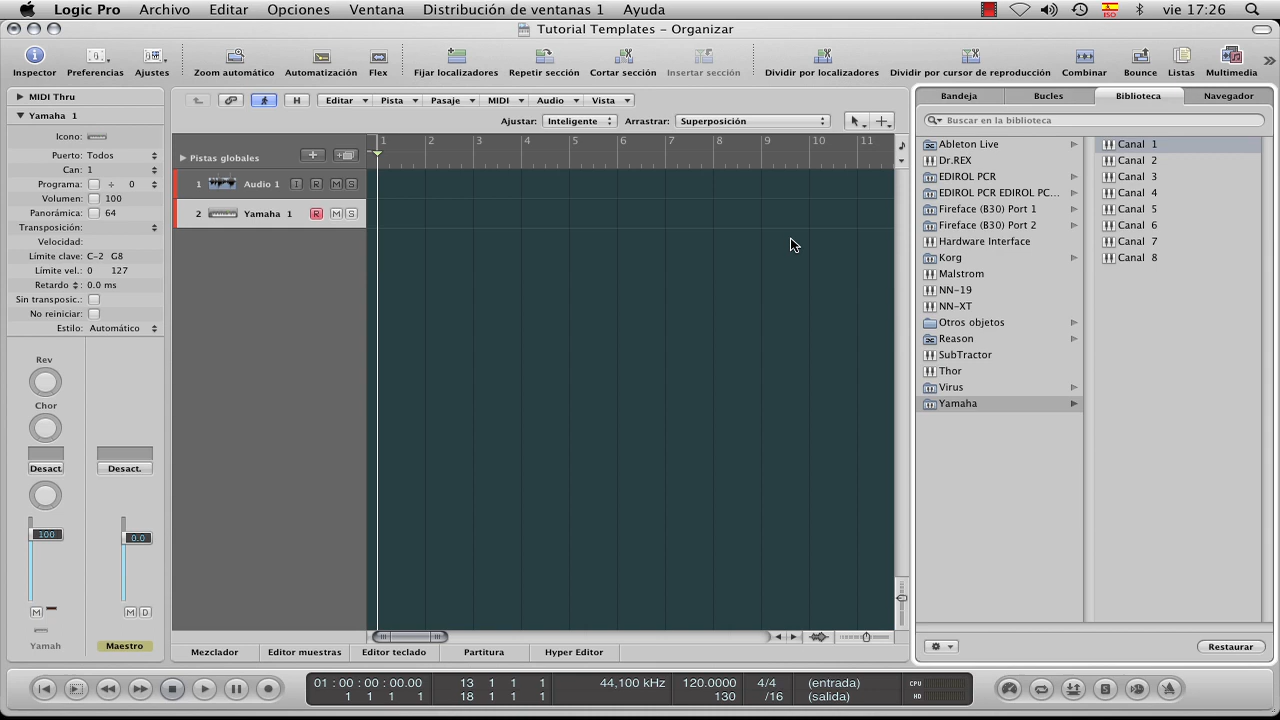 Logic Pro Archivo Editar Opciones Ventana Distribución de ventanas 1 Ayuda ISO vie 17:26
Tutorial Templates – Organizar
Inspector Preferencias Ajustes Zoom automático Automatización Flex Fijar localizadores Repetir sección Cortar sección Insertar sección Dividir por localizadores Dividir por cursor de reproducción Combinar Bounce Listas Multimedia
MIDI Thru
Yamaha 1
Icono:
Puerto: Todos
Can: 1
Programa: ÷ 0
Volumen: 100
Panorámica: 64
Transposición:
Velocidad:
Límite clave: C-2 G8
Límite vel.: 0 127
Retardo : 0.0 ms
Sin transposic.:
No reiniciar:
Estilo: Automático
Rev
Chor
Desact. Desact.
100 0.0
M M D
Yamah Maestro
H Editar Pista Pasaje MIDI Audio Vista
Ajustar: Inteligente Arrastrar: Superposición
1 2 3 4 5 6 7 8 9 10 11
Pistas globales
1 Audio 1 I R M S
2 Yamaha 1 R M S
Mezclador Editor muestras Editor teclado Partitura Hyper Editor
Bandeja Bucles Biblioteca Navegador
Buscar en la biblioteca
Ableton Live
Dr.REX
EDIROL PCR
EDIROL PCR EDIROL PC...
Fireface (B30) Port 1
Fireface (B30) Port 2
Hardware Interface
Korg
Malstrom
NN-19
NN-XT
Otros objetos
Reason
SubTractor
Thor
Virus
Yamaha
Canal 1
Canal 2
Canal 3
Canal 4
Canal 5
Canal 6
Canal 7
Canal 8
Restaurar
01 : 00 : 00 : 00.00 13 1 1 1 44,100 kHz 120.0000 4/4 (entrada) CPU
1 1 1 1 18 1 1 1 130 /16 (salida) HD